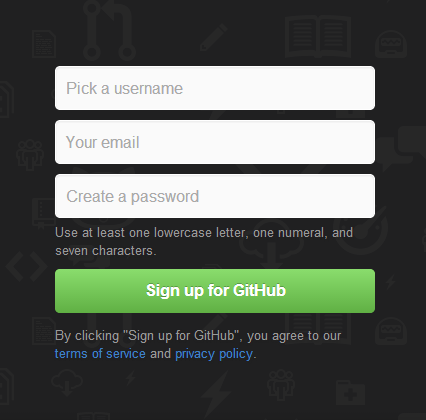 Pick a username
Your email
Create a password
Use at least one lowercase letter, one numeral, and
seven characters.
Sign up for GitHub
By clicking "Sign up for GitHub", you agree to our
terms of service and privacy policy.